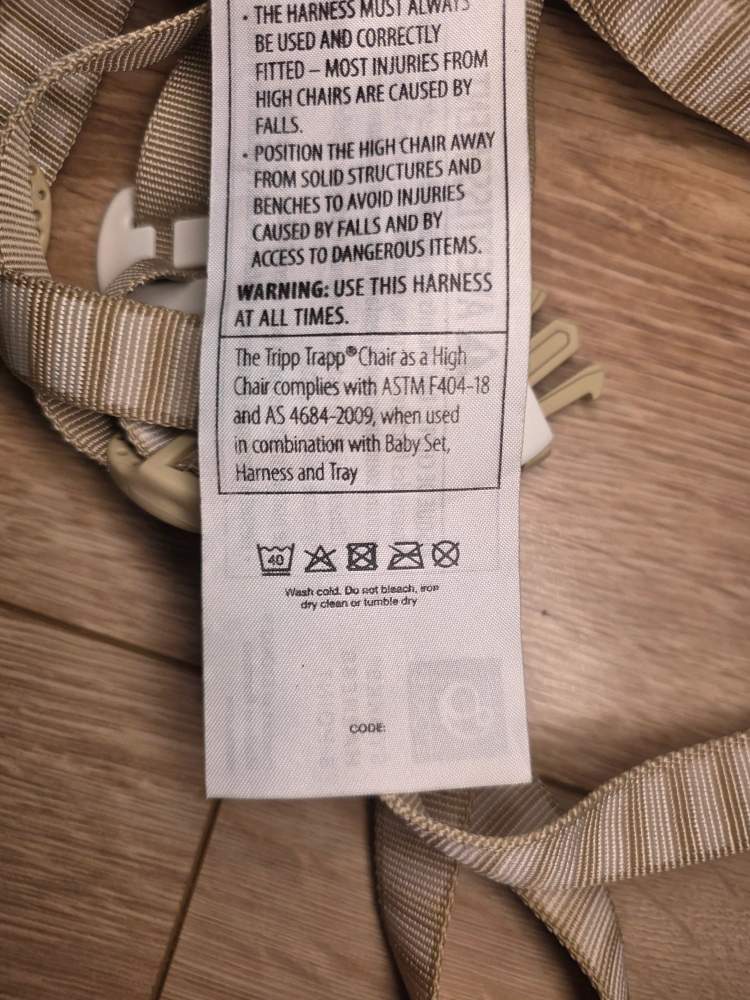 • THE HARNESS MUST ALWAYS
BE USED AND CORRECTLY
FITTED – MOST INJURIES FROM
HIGH CHAIRS ARE CAUSED BY
FALLS.
• POSITION THE HIGH CHAIR AWAY
FROM SOLID STRUCTURES AND
BENCHES TO AVOID INJURIES
CAUSED BY FALLS AND BY
ACCESS TO DANGEROUS ITEMS.
WARNING: USE THIS HARNESS
AT ALL TIMES.
The Tripp Trapp® Chair as a High
Chair complies with ASTM F404-18
and AS 4684-2009, when used
in combination with Baby Set,
Harness and Tray
40
Wash cold. Do not bleach, iron
dry clean or tumble dry
CODE: